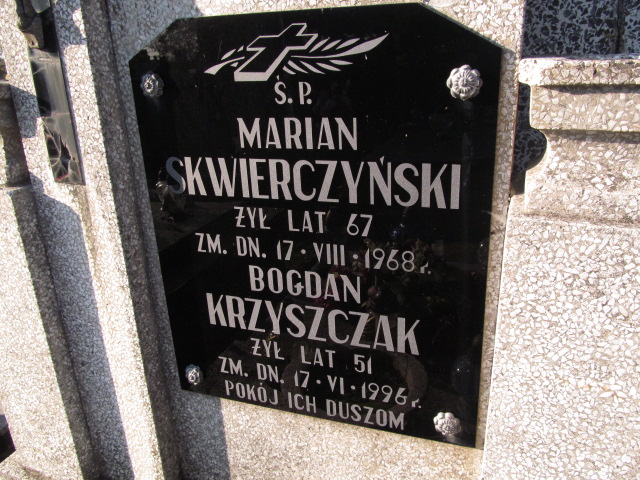 Ś. P.
MARIAN
SKWIERCZYŃSKI
ŻYŁ LAT 67
ZM. DN. 17 · VIII · 1968 r.
BOGDAN
KRZYSZCZAK
ŻYŁ LAT 51
ZM. DN. 17 · VI · 1996 r.
POKÓJ ICH DUSZOM